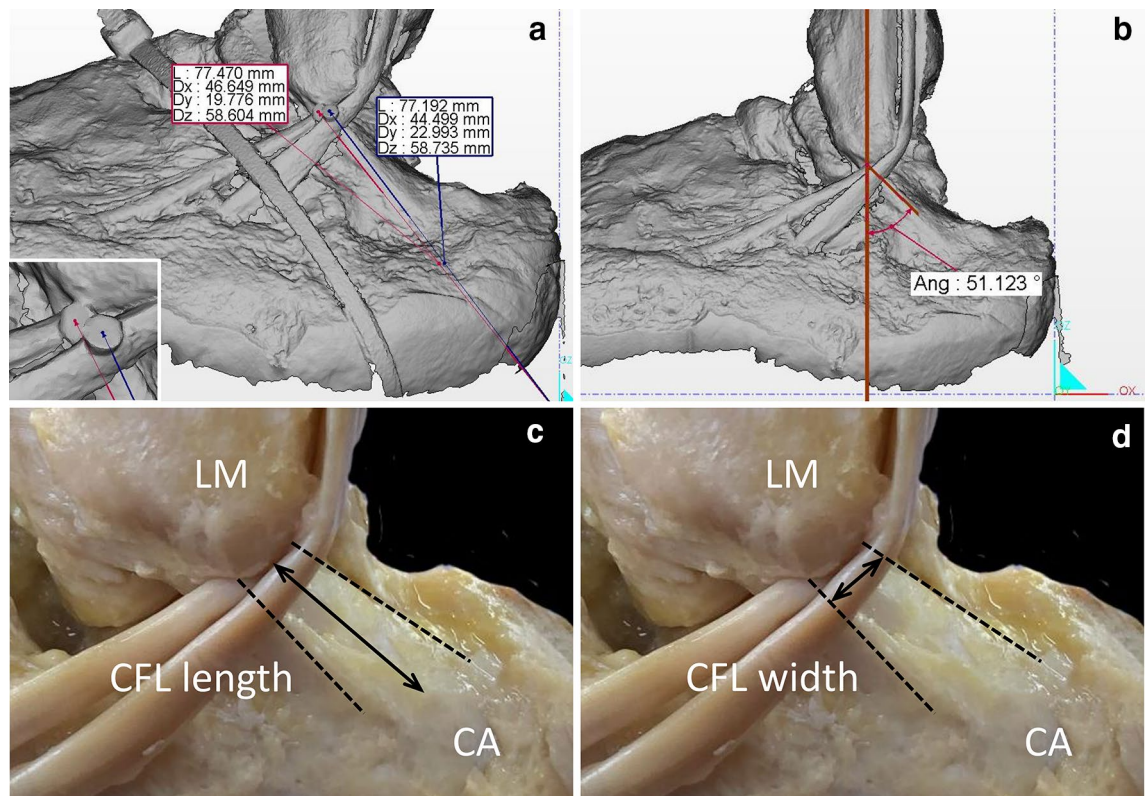 a
L : 77.470 mm
Dx : 46.649 mm
Dy : 19.776 mm
Dz : 58.604 mm
L : 77.192 mm
Dx : 44.499 mm
Dy : 22.993 mm
Dz : 58.735 mm
b
Ang : 51.123 °
OX
c
LM
CFL length
CA
d
LM
CFL width
CA